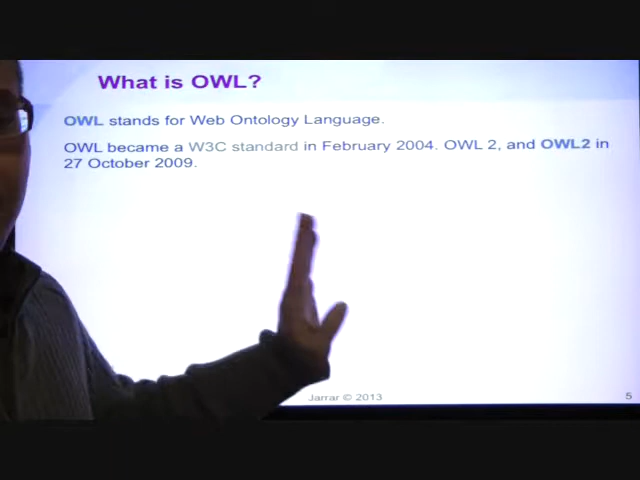 What is OWL?
OWL stands for Web Ontology Language.
OWL became a W3C standard in February 2004. OWL 2, and OWL2 in
27 October 2009.
Jarrar © 2013
5